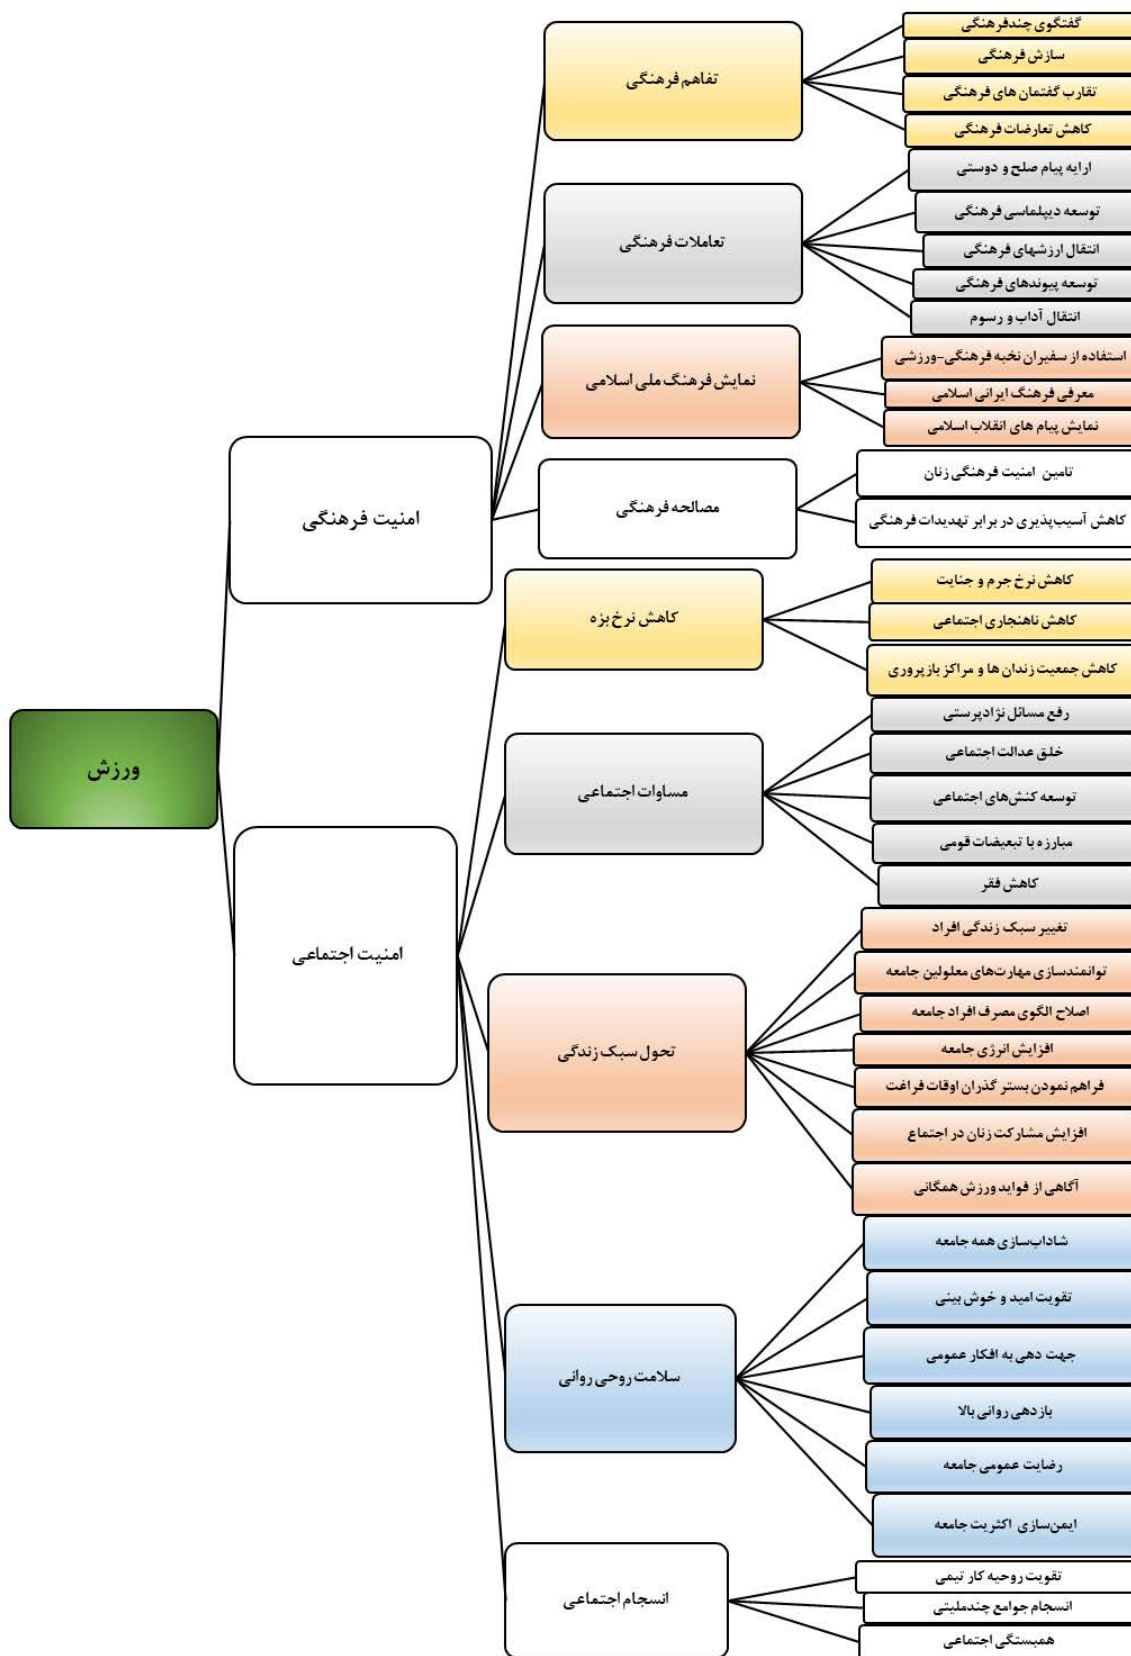 ورزش
امنیت فرهنگی
تفاهم فرهنگی
گفتگوی چندفرهنگی
سازش فرهنگی
تقارب گفتمان های فرهنگی
کاهش تعارضات فرهنگی
تعاملات فرهنگی
ارایه پیام صلح و دوستی
توسعه دیپلماسی فرهنگی
انتقال ارزشهای فرهنگی
توسعه پیوندهای فرهنگی
انتقال آداب و رسوم
نمایش فرهنگ ملی اسلامی
استفاده از سفیران نخبه فرهنگی-ورزشی
معرفی فرهنگ ایرانی اسلامی
نمایش پیام های انقلاب اسلامی
مصالحه فرهنگی
تامین امنیت فرهنگی زنان
کاهش آسیب‌پذیری در برابر تهدیدات فرهنگی
امنیت اجتماعی
کاهش نرخ بزه
کاهش نرخ جرم و جنایت
کاهش ناهنجاری اجتماعی
کاهش جمعیت زندان ها و مراکز بازپروری
مساوات اجتماعی
رفع مسائل نژادپرستی
خلق عدالت اجتماعی
توسعه کنش‌های اجتماعی
مبارزه با تبعیضات قومی
کاهش فقر
تحول سبک زندگی
تغییر سبک زندگی افراد
توانمندسازی مهارت‌های معلولین جامعه
اصلاح الگوی مصرف افراد جامعه
افزایش انرژی جامعه
فراهم نمودن بستر گذران اوقات فراغت
افزایش مشارکت زنان در اجتماع
آگاهی از فواید ورزش همگانی
سلامت روحی روانی
شاداب‌سازی همه جامعه
تقویت امید و خوش بینی
جهت دهی به افکار عمومی
بازدهی روانی بالا
رضایت عمومی جامعه
ایمن‌سازی اکثریت جامعه
انسجام اجتماعی
تقویت روحیه کار تیمی
انسجام جوامع چندملیتی
همبستگی اجتماعی